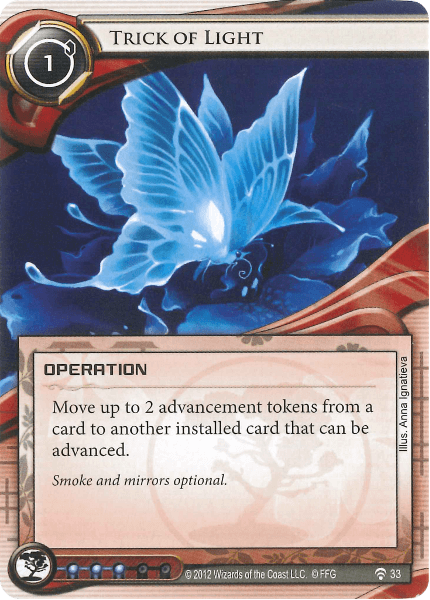 TRICK OF LIGHT
1
OPERATION
Move up to 2 advancement tokens from a
card to another installed card that can be
advanced.
Smoke and mirrors optional.
Illus. Anna Ignatieva
© 2012 Wizards of the Coast LLC. © FFG
33